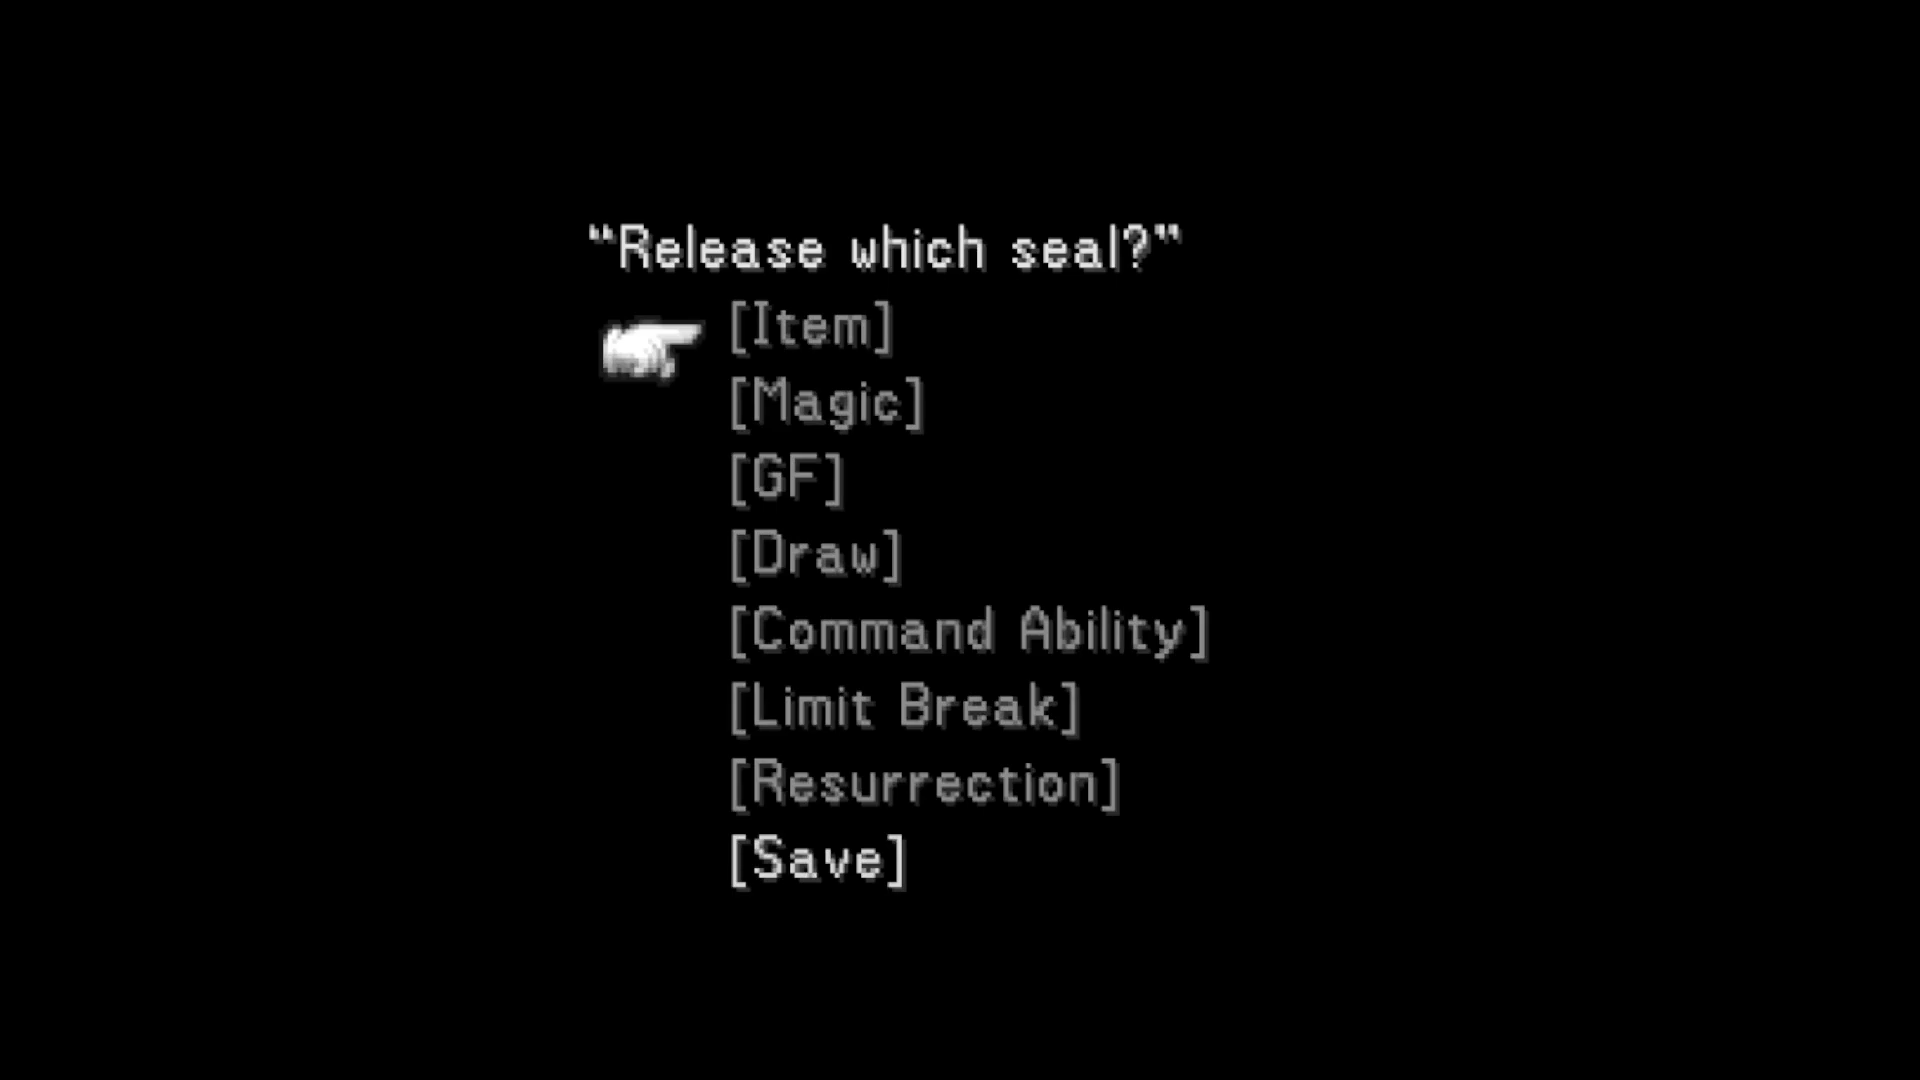 “Release which seal?”
[Item]
[Magic]
[GF]
[Draw]
[Command Ability]
[Limit Break]
[Resurrection]
[Save]